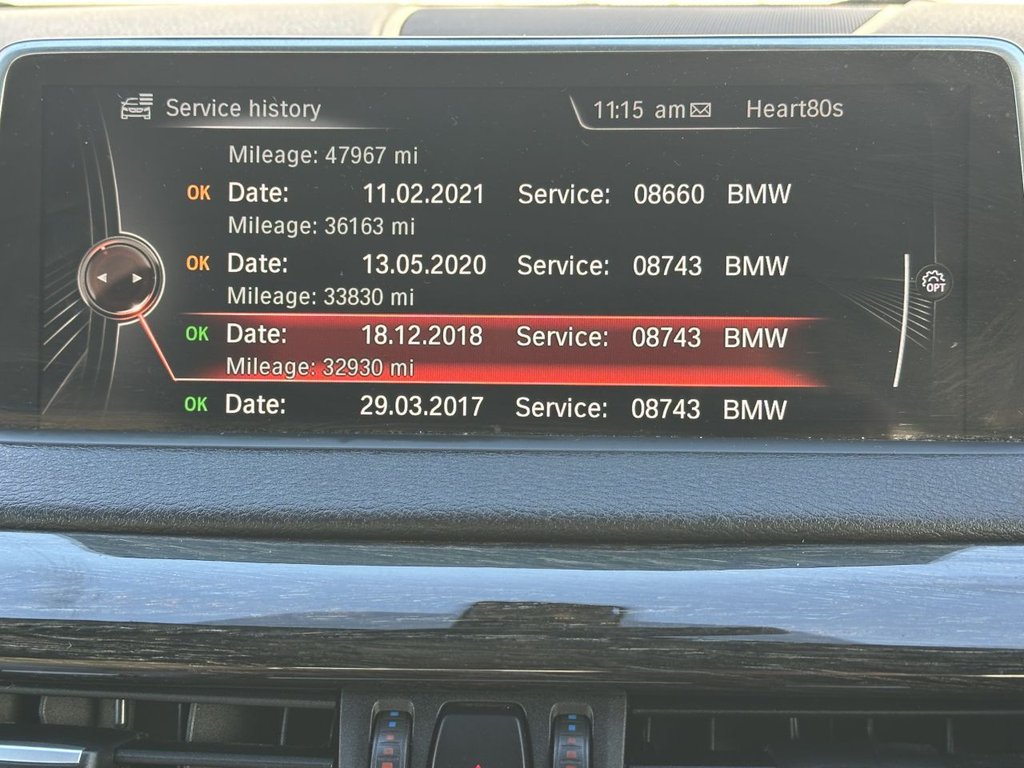 Service history 11:15 am Heart80s
Mileage: 47967 mi
OK Date: 11.02.2021 Service: 08660 BMW
Mileage: 36163 mi
OK Date: 13.05.2020 Service: 08743 BMW
Mileage: 33830 mi
OPT
OK Date: 18.12.2018 Service: 08743 BMW
Mileage: 32930 mi
OK Date: 29.03.2017 Service: 08743 BMW